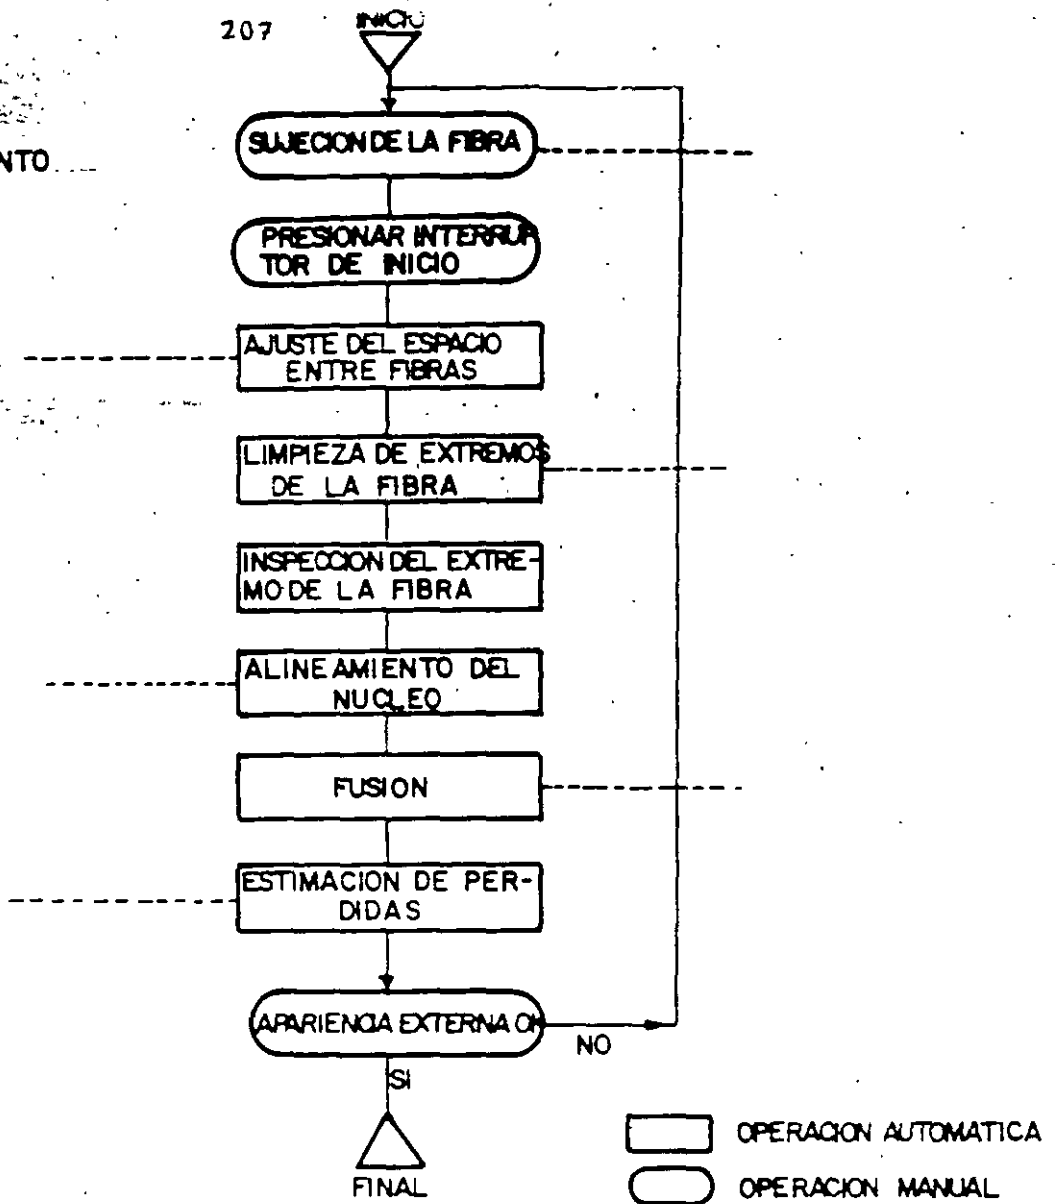 207
INICIO
NTO
SUJECION DE LA FIBRA
PRESIONAR INTERRUP
TOR DE INICIO
AJUSTE DEL ESPACIO
ENTRE FIBRAS
LIMPIEZA DE EXTREMOS
DE LA FIBRA
INSPECCION DEL EXTRE-
MO DE LA FIBRA
ALINEAMIENTO DEL
NUCLEO
FUSION
ESTIMACION DE PER-
DIDAS
APARIENCIA EXTERNA OK
NO
SI
FINAL
OPERACION AUTOMATICA
OPERACION MANUAL